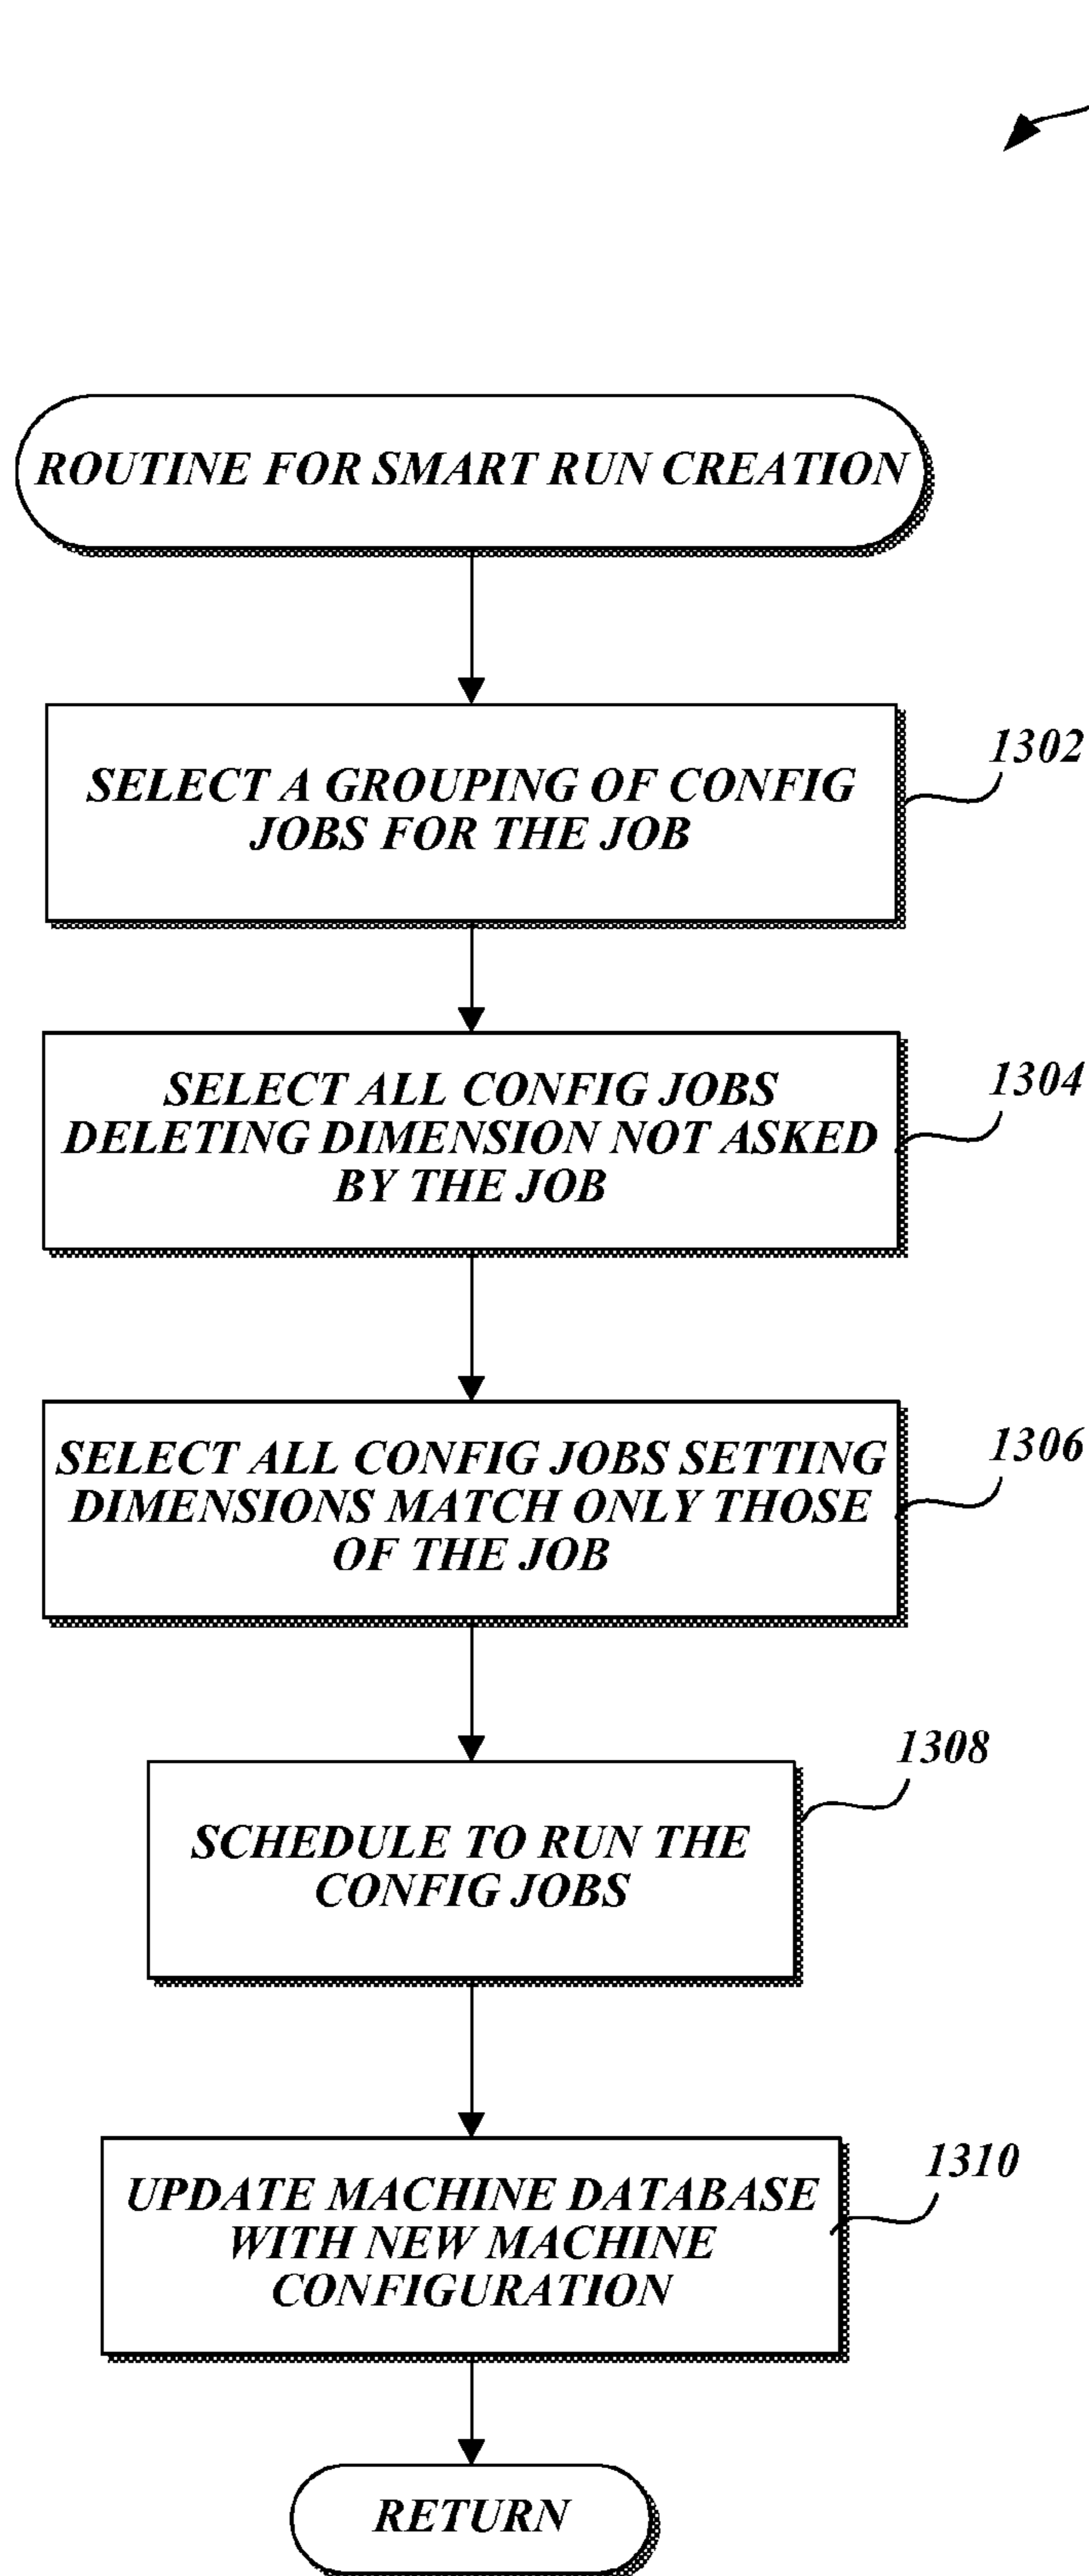 ROUTINE FOR SMART RUN CREATION
1302
SELECT A GROUPING OF CONFIG
JOBS FOR THE JOB
1304
SELECT ALL CONFIG JOBS
DELETING DIMENSION NOT ASKED
BY THE JOB
1306
SELECT ALL CONFIG JOBS SETTING
DIMENSIONS MATCH ONLY THOSE
OF THE JOB
1308
SCHEDULE TO RUN THE
CONFIG JOBS
1310
UPDATE MACHINE DATABASE
WITH NEW MACHINE
CONFIGURATION
RETURN